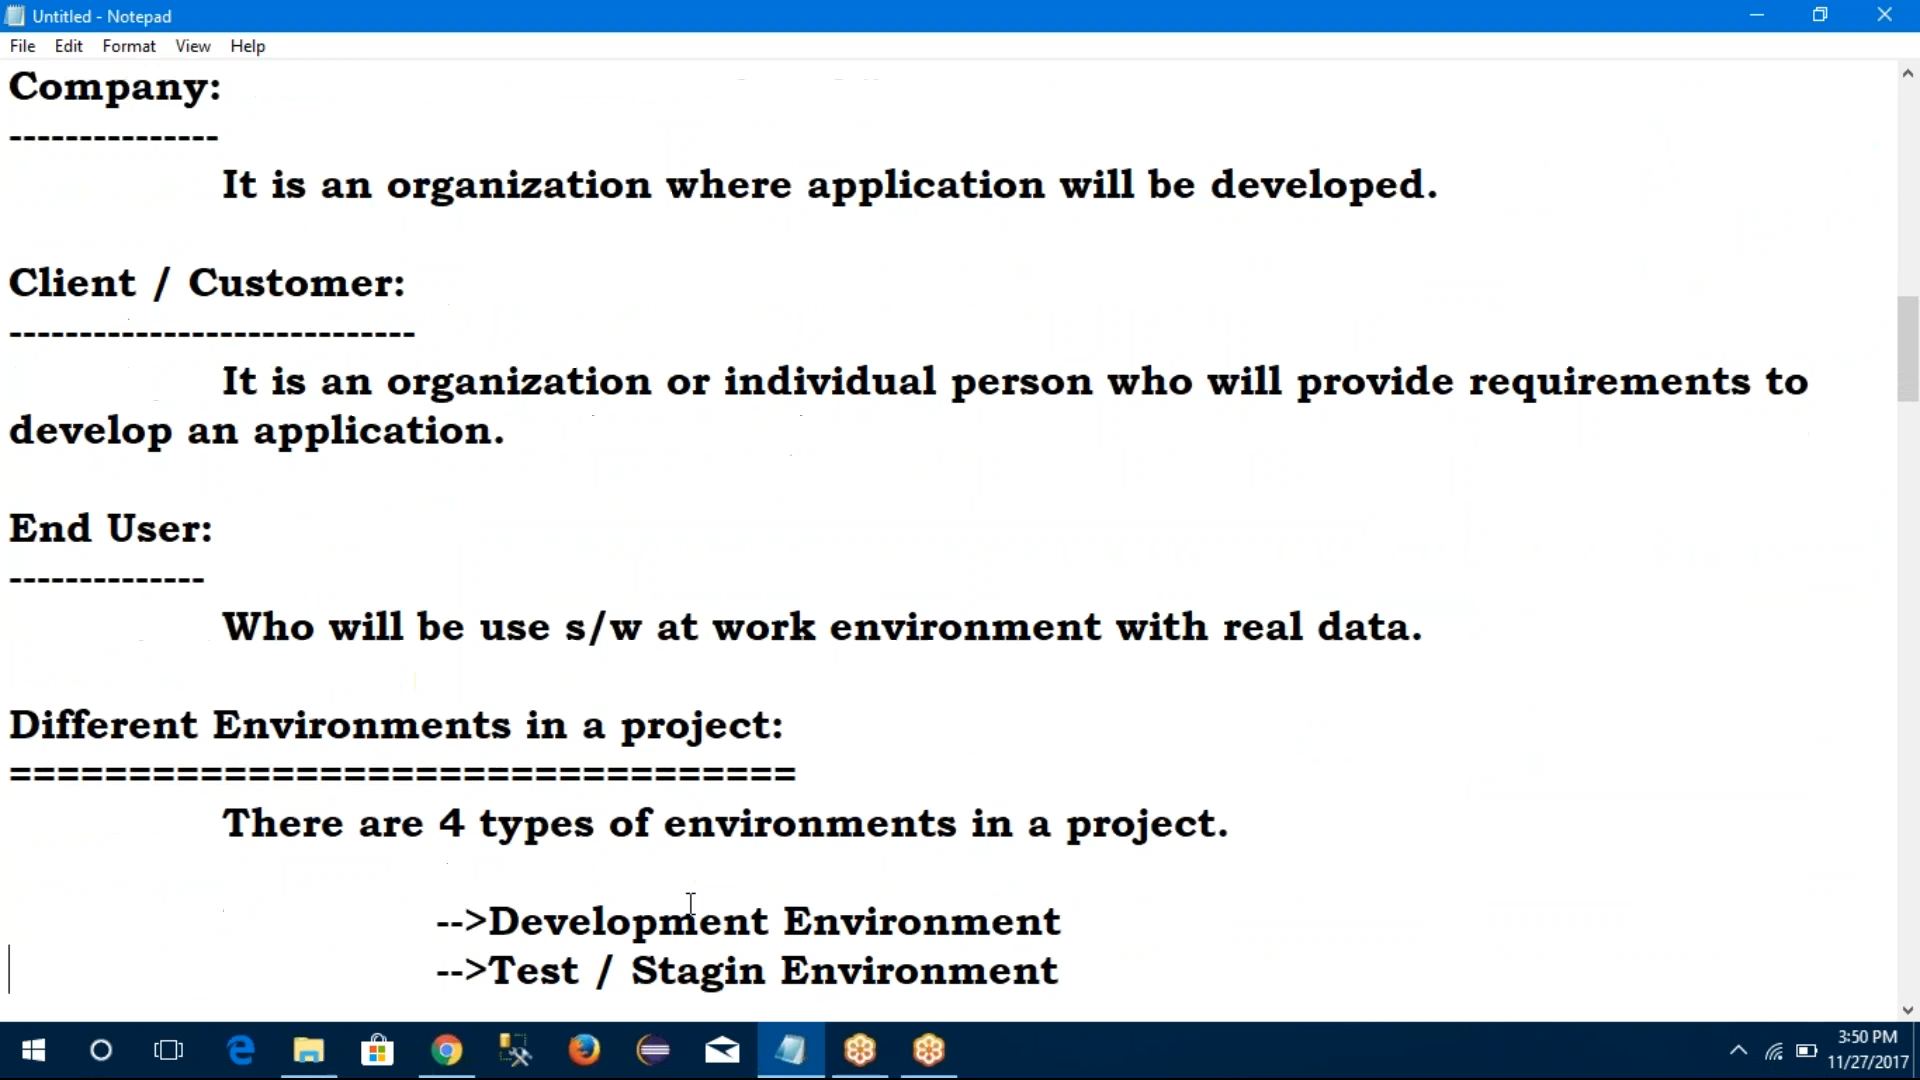 Untitled - Notepad
File Edit Format View Help
Company:
---------------
It is an organization where application will be developed.
Client / Customer:
-----------------------------
It is an organization or individual person who will provide requirements to
develop an application.
End User:
--------------
Who will be use s/w at work environment with real data.
Different Environments in a project:
=================================
There are 4 types of environments in a project.
-->Development Environment
-->Test / Stagin Environment
3:50 PM
11/27/2017